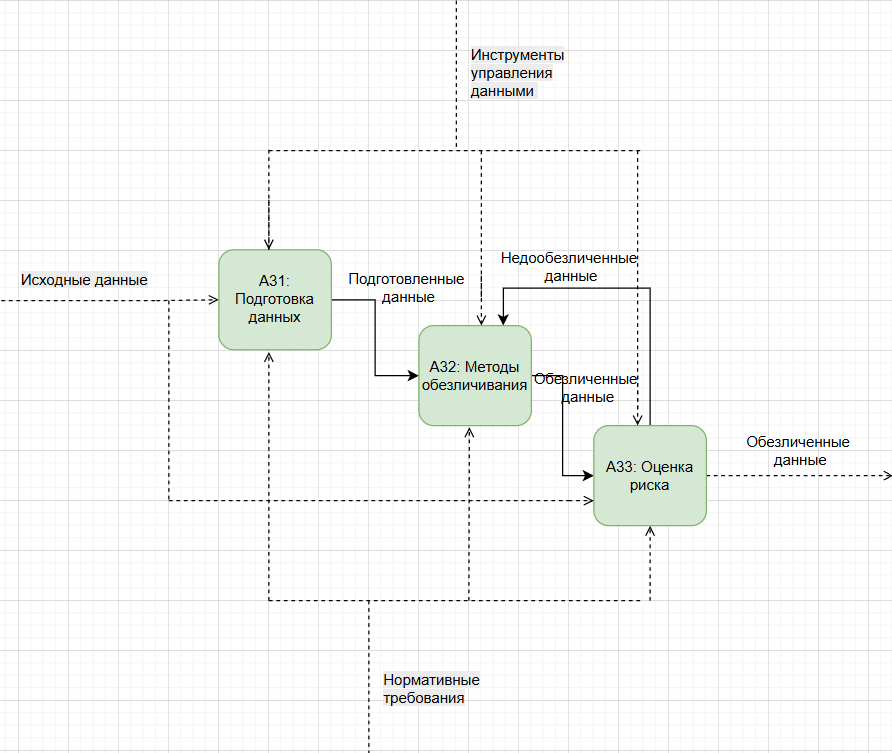 Инструменты
управления
данными
Недообезличенные
данные
Исходные данные
А31:
Подготовка
данных
Подготовленные
данные
А32: Методы
обезличивания
Обезличенные
данные
А33: Оценка
риска
Обезличенные
данные
Нормативные
требования